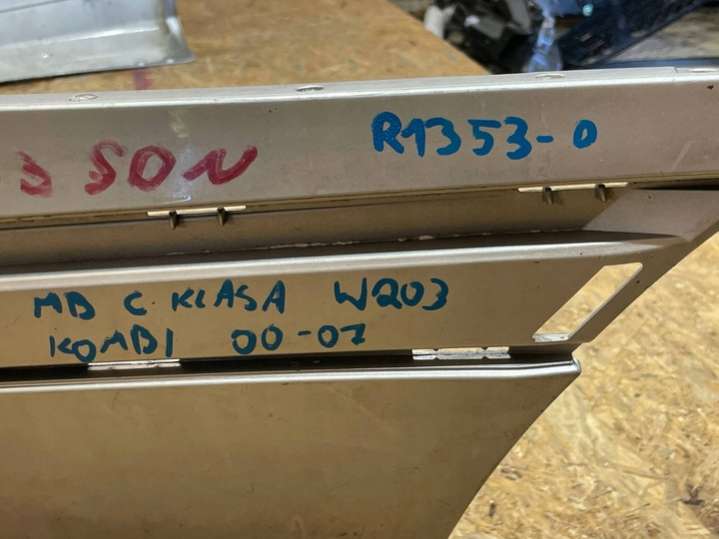 SON
R1353-0
MB C KLASA W203
KOMBI 00-07